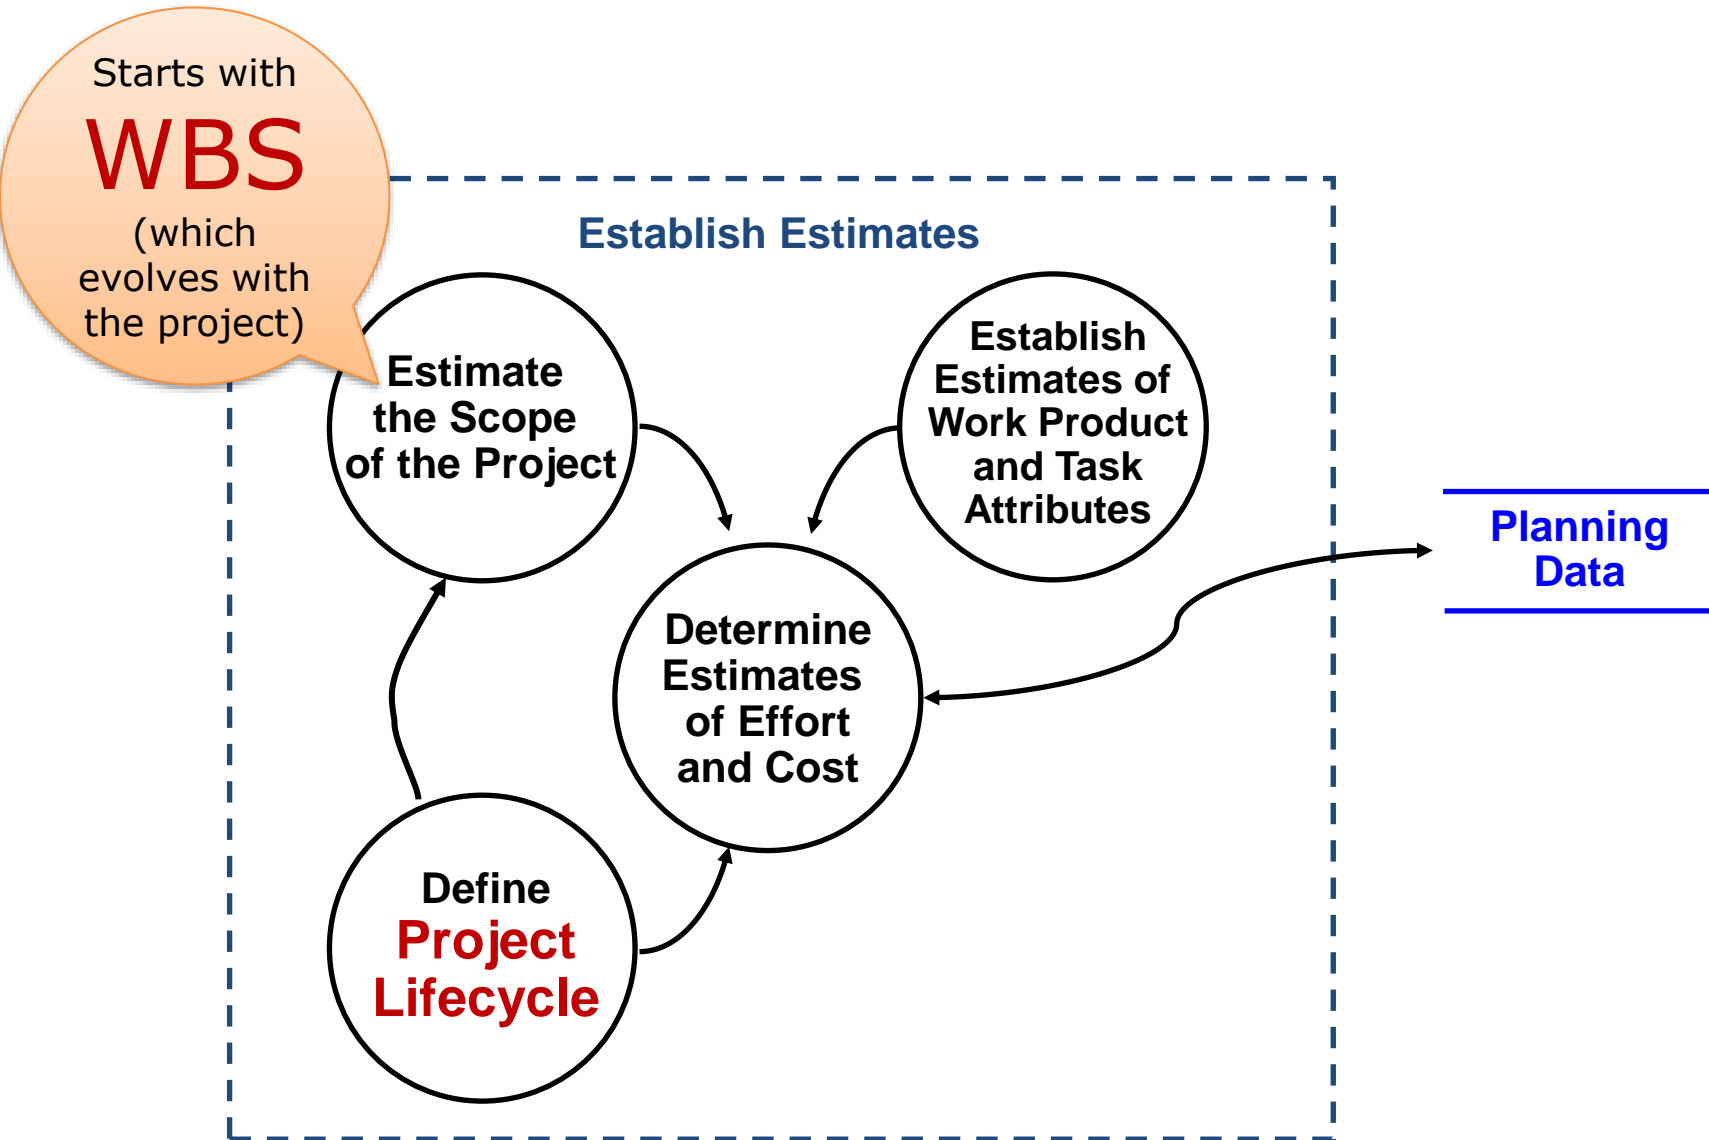 Starts with
WBS
(which
evolves with
the project)
Establish Estimates
Estimate
the Scope
of the Project
Establish
Estimates of
Work Product
and Task
Attributes
Planning
Data
Determine
Estimates
of Effort
and Cost
Define
Project
Lifecycle